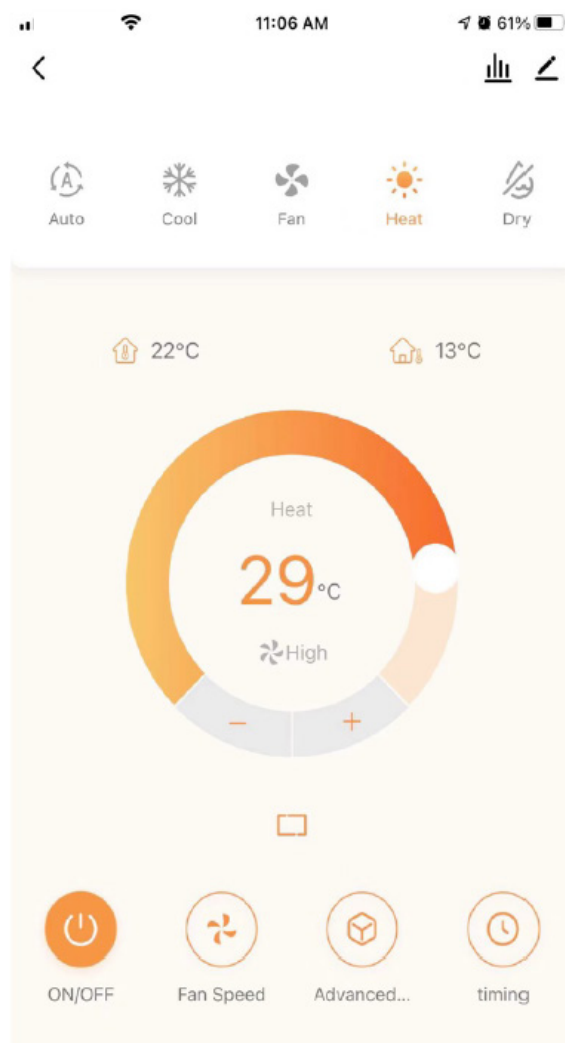 11:06 AM 61%
Auto Cool Fan Heat Dry
22°C 13°C
Heat
29°C
High
− +
ON/OFF Fan Speed Advanced... timing